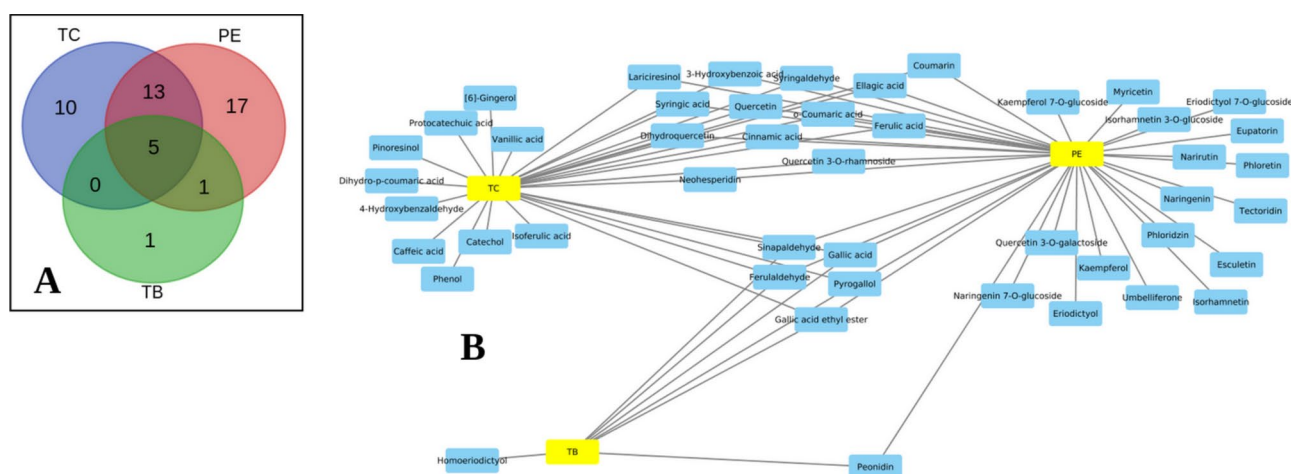 TC
PE
10
13
17
5
0
1
1
A
TB
[6]-Gingerol
Protocatechuic acid
Vanillic acid
Pinoresinol
Dihydro-p-coumaric acid
TC
4-Hydroxybenzaldehyde
Caffeic acid
Catechol
Isoferulic acid
Phenol
Lariciresinol
3-Hydroxybenzoic acid
Syringaldehyde
Coumarin
Ellagic acid
Syringic acid
Quercetin
o-Coumaric acid
Dihydroquercetin
Cinnamic acid
Ferulic acid
Quercetin 3-O-rhamnoside
Neohesperidin
Kaempferol 7-O-glucoside
Myricetin
Eriodictyol 7-O-glucoside
Isorhamnetin 3-O-glucoside
Eupatorin
PE
Narirutin
Phloretin
Naringenin
Tectoridin
Phloridzin
Quercetin 3-O-galactoside
Kaempferol
Esculetin
Umbelliferone
Isorhamnetin
Naringenin 7-O-glucoside
Eriodictyol
Sinapaldehyde
Gallic acid
Ferulaldehyde
Pyrogallol
Gallic acid ethyl ester
B
TB
Homoeriodictyol
Peonidin